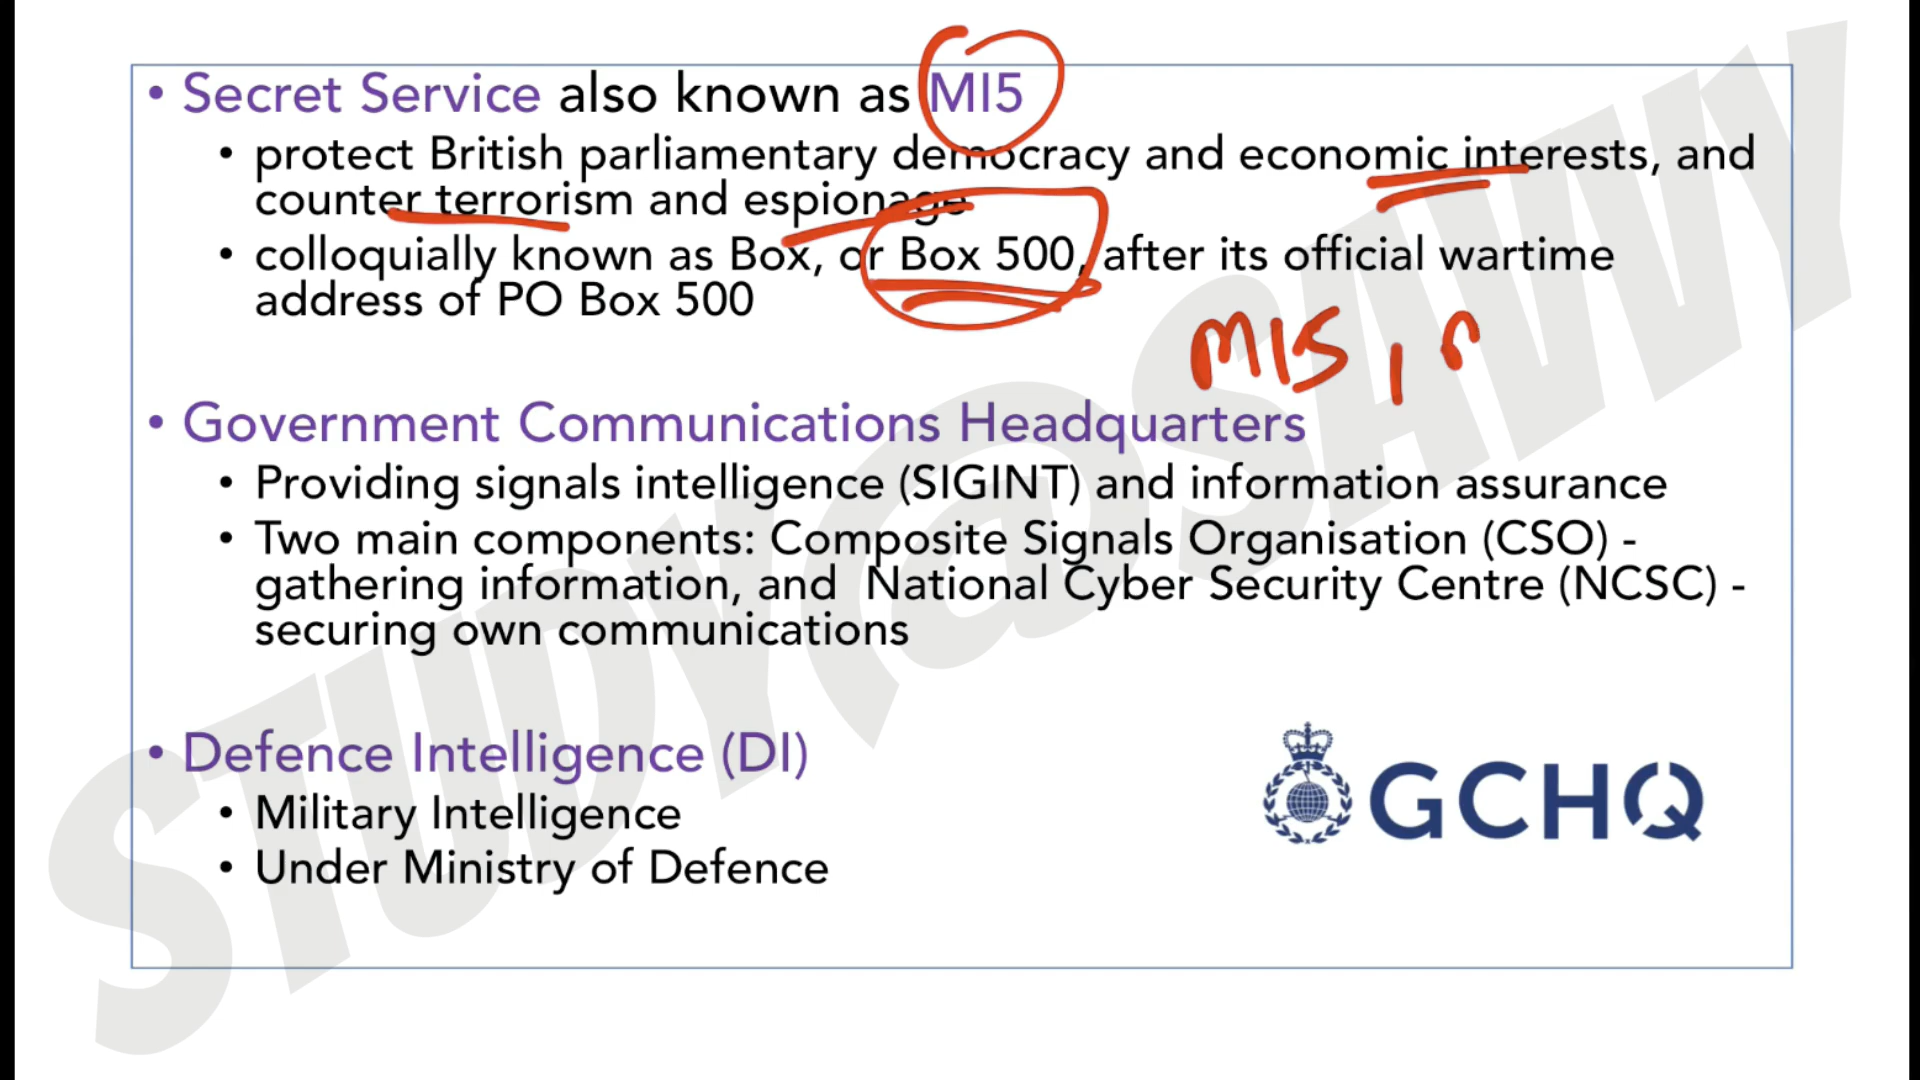 • Secret Service also known as MI5
• protect British parliamentary democracy and economic interests, and
counter terrorism and espionage
• colloquially known as Box, or Box 500, after its official wartime
address of PO Box 500
MI5,
• Government Communications Headquarters
• Providing signals intelligence (SIGINT) and information assurance
• Two main components: Composite Signals Organisation (CSO) -
gathering information, and National Cyber Security Centre (NCSC) -
securing own communications
• Defence Intelligence (DI)
• Military Intelligence
• Under Ministry of Defence
GCHQ
STUDY@SAVVY